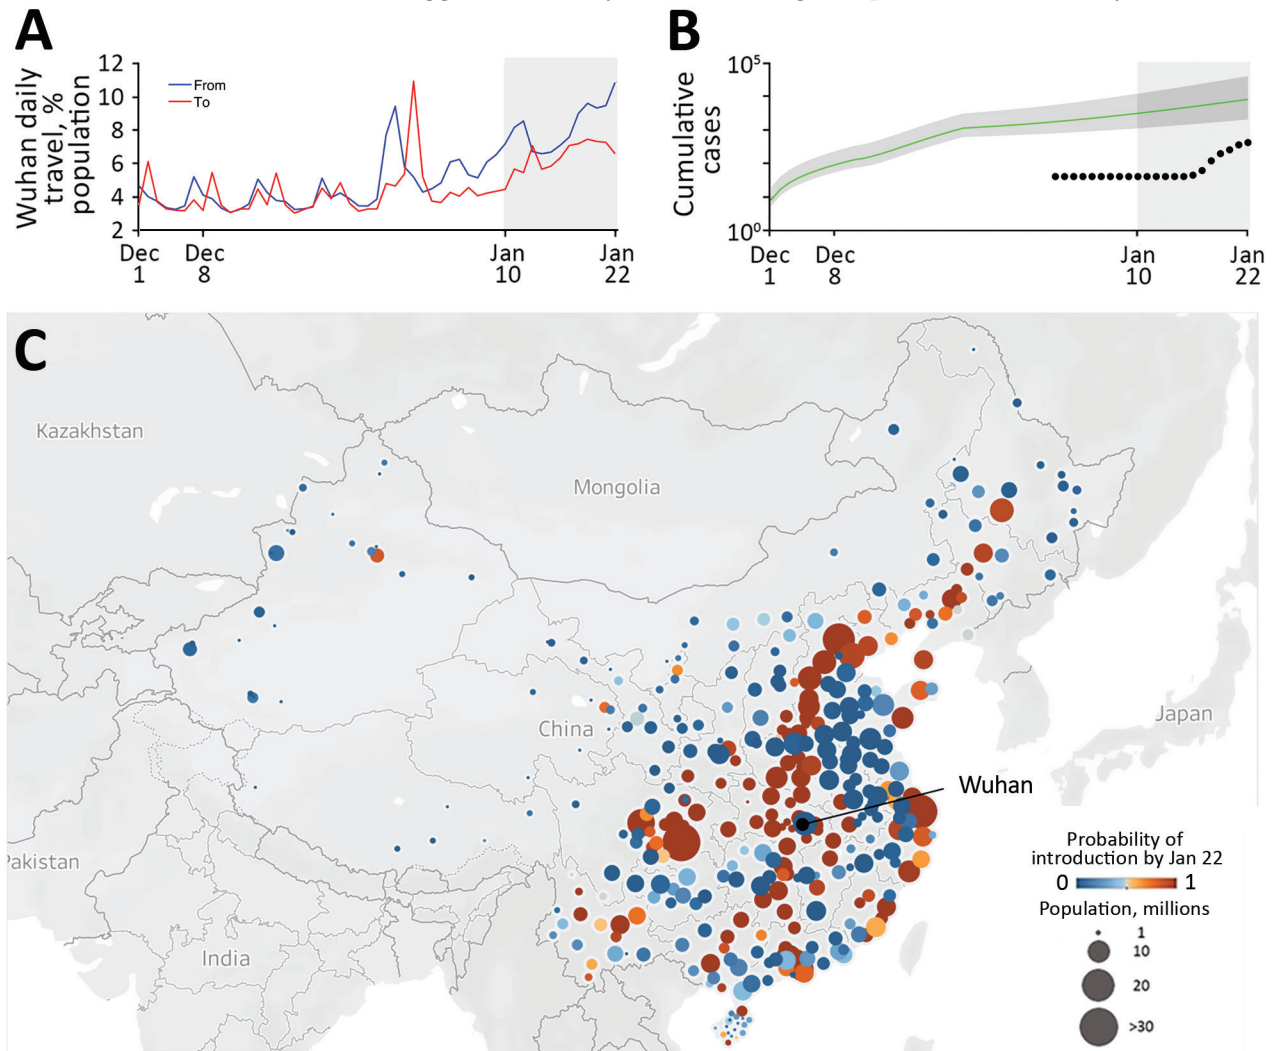 A
Wuhan daily
travel, %
population
12
10
8
6
4
2
From
To
Dec
1
Dec
8
Jan
10
Jan
22
B
Cumulative
cases
10⁵
10⁰
Dec
1
Dec
8
Jan
10
Jan
22
C
Kazakhstan
Mongolia
China
Japan
Pakistan
India
Wuhan
Probability of
introduction by Jan 22
0 1
Population, millions
1
10
20
>30